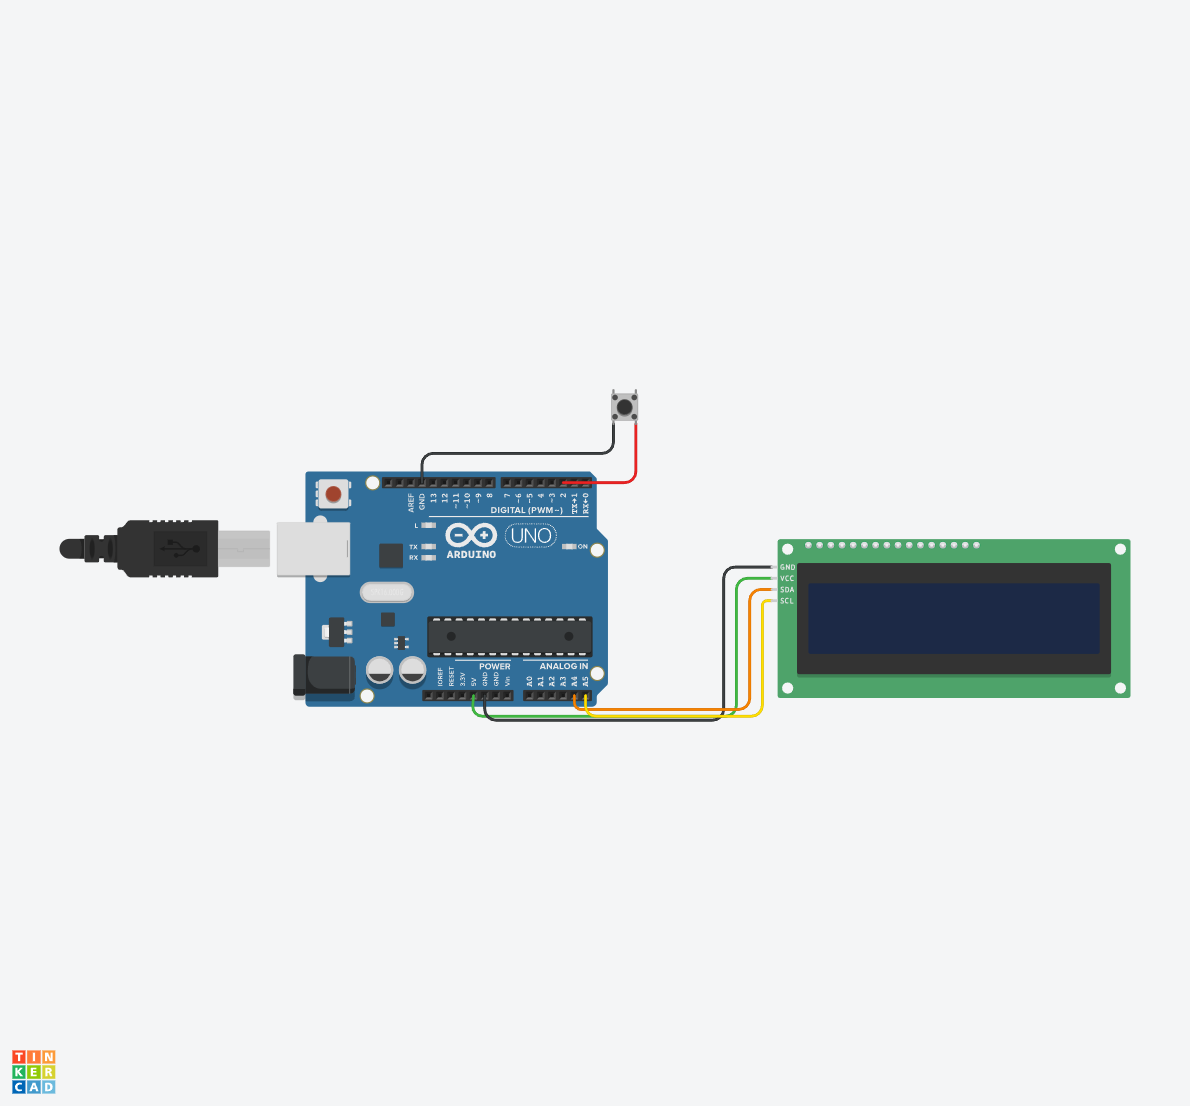 AREF
GND
13
12
~11
~10
~9
8
7
~6
~5
4
~3
2
TX→1
RX←0
DIGITAL (PWM~)
L
TX
RX
ARDUINO
UNO
ON
POWER
ANALOG IN
IOREF
RESET
3.3V
5V
GND
GND
Vin
A0
A1
A2
A3
A4
A5
GND
VCC
SDA
SCL
TIN
KER
CAD